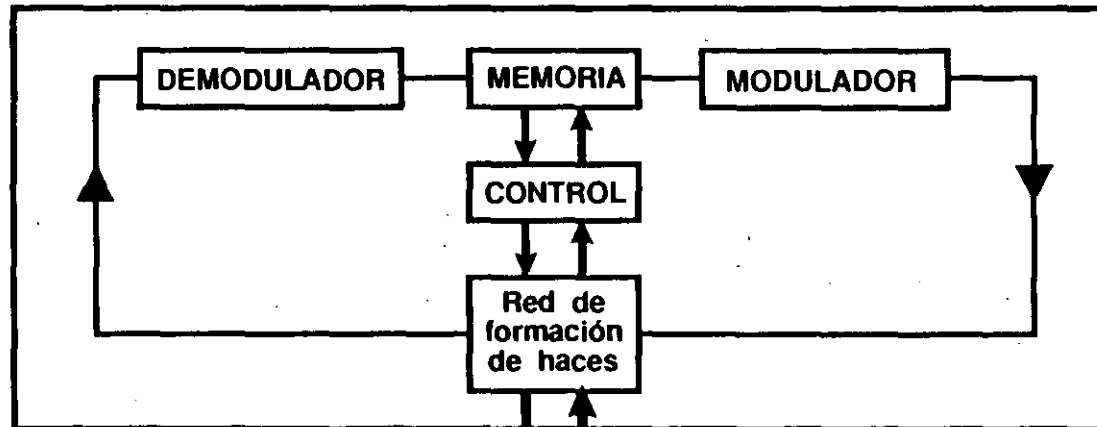 DEMODULADOR
MEMORIA
MODULADOR
CONTROL
Red de
formación
de haces